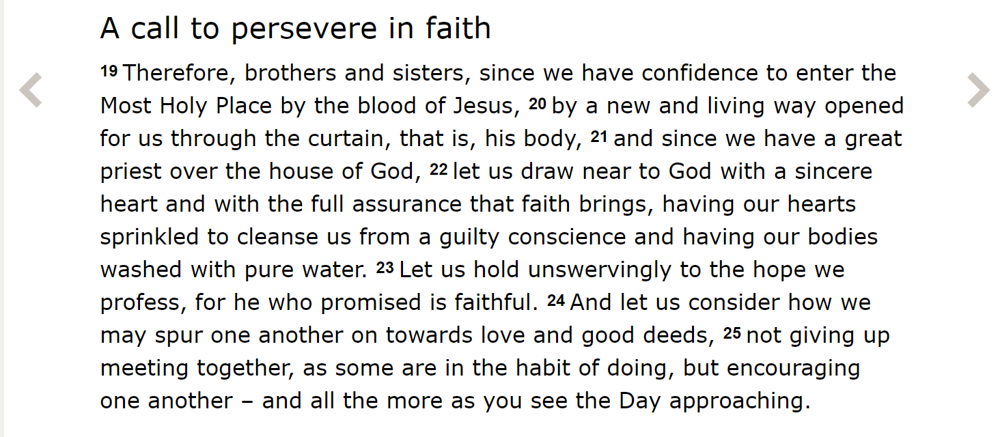 A call to persevere in faith
19 Therefore, brothers and sisters, since we have confidence to enter the
Most Holy Place by the blood of Jesus, 20 by a new and living way opened
for us through the curtain, that is, his body, 21 and since we have a great
priest over the house of God, 22 let us draw near to God with a sincere
heart and with the full assurance that faith brings, having our hearts
sprinkled to cleanse us from a guilty conscience and having our bodies
washed with pure water. 23 Let us hold unswervingly to the hope we
profess, for he who promised is faithful. 24 And let us consider how we
may spur one another on towards love and good deeds, 25 not giving up
meeting together, as some are in the habit of doing, but encouraging
one another – and all the more as you see the Day approaching.